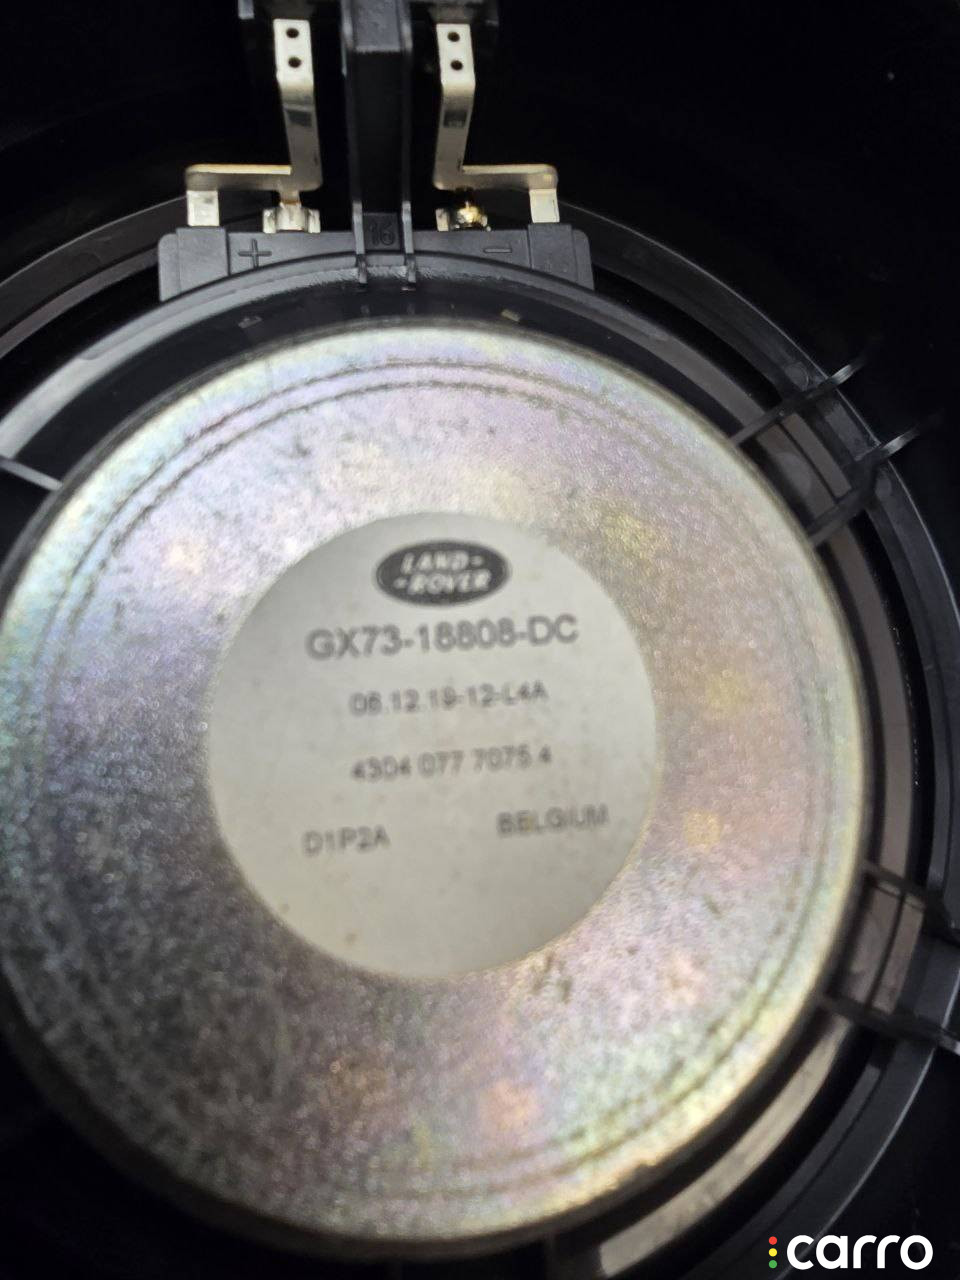 16
+ -
LAND-
-ROVER
GX73-18808-DC
06.12.19-12-L4A
4304 077 7075 4
D1P2A BELGIUM
carro